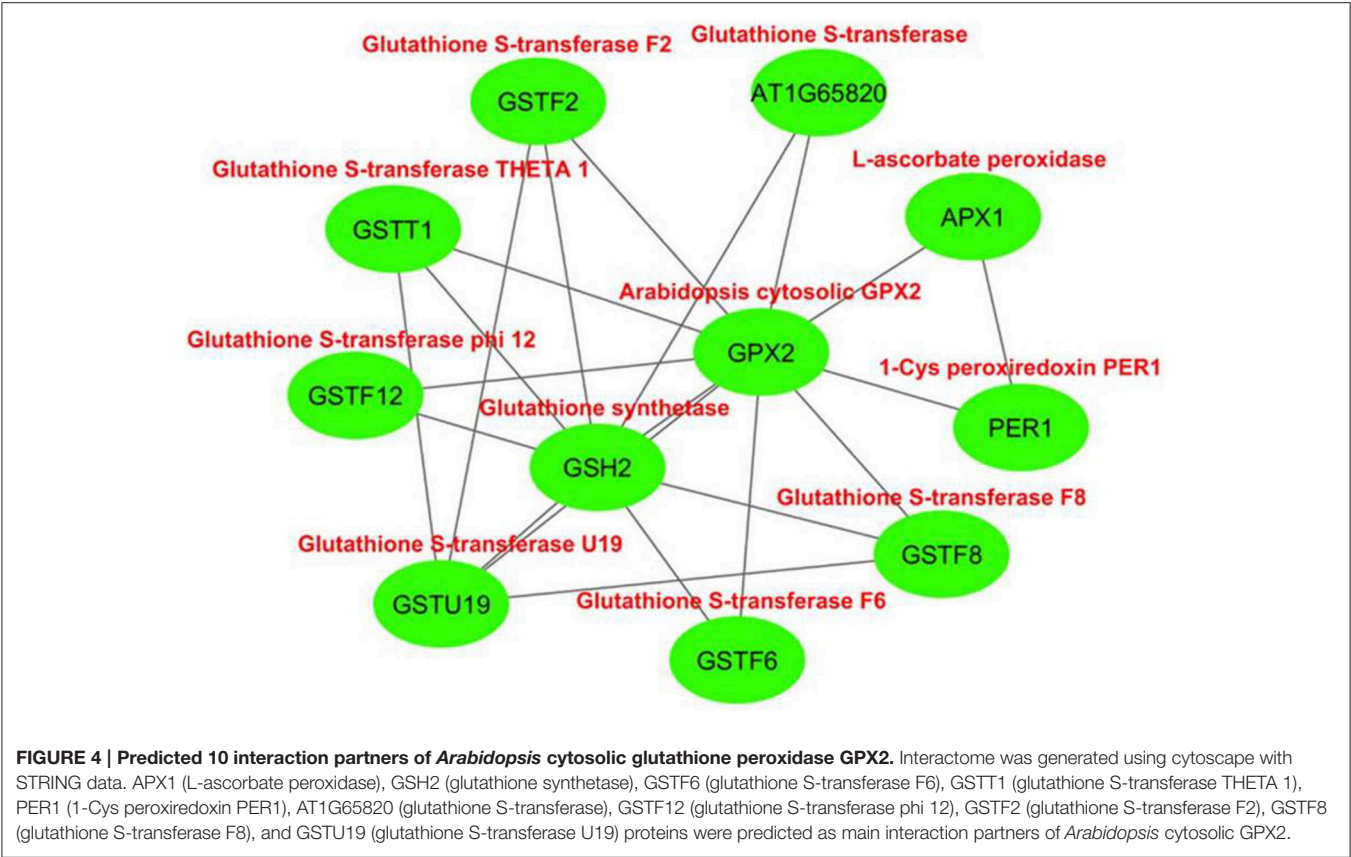 Glutathione S-transferase F2
Glutathione S-transferase
GSTF2
AT1G65820
Glutathione S-transferase THETA 1
L-ascorbate peroxidase
GSTT1
APX1
Arabidopsis cytosolic GPX2
Glutathione S-transferase phi 12
GPX2
1-Cys peroxiredoxin PER1
GSTF12
Glutathione synthetase
PER1
GSH2
Glutathione S-transferase F8
Glutathione S-transferase U19
GSTF8
GSTU19
Glutathione S-transferase F6
GSTF6
FIGURE 4 | Predicted 10 interaction partners of Arabidopsis cytosolic glutathione peroxidase GPX2. Interactome was generated using cytoscape with
STRING data. APX1 (L-ascorbate peroxidase), GSH2 (glutathione synthetase), GSTF6 (glutathione S-transferase F6), GSTT1 (glutathione S-transferase THETA 1),
PER1 (1-Cys peroxiredoxin PER1), AT1G65820 (glutathione S-transferase), GSTF12 (glutathione S-transferase phi 12), GSTF2 (glutathione S-transferase F2), GSTF8
(glutathione S-transferase F8), and GSTU19 (glutathione S-transferase U19) proteins were predicted as main interaction partners of Arabidopsis cytosolic GPX2.